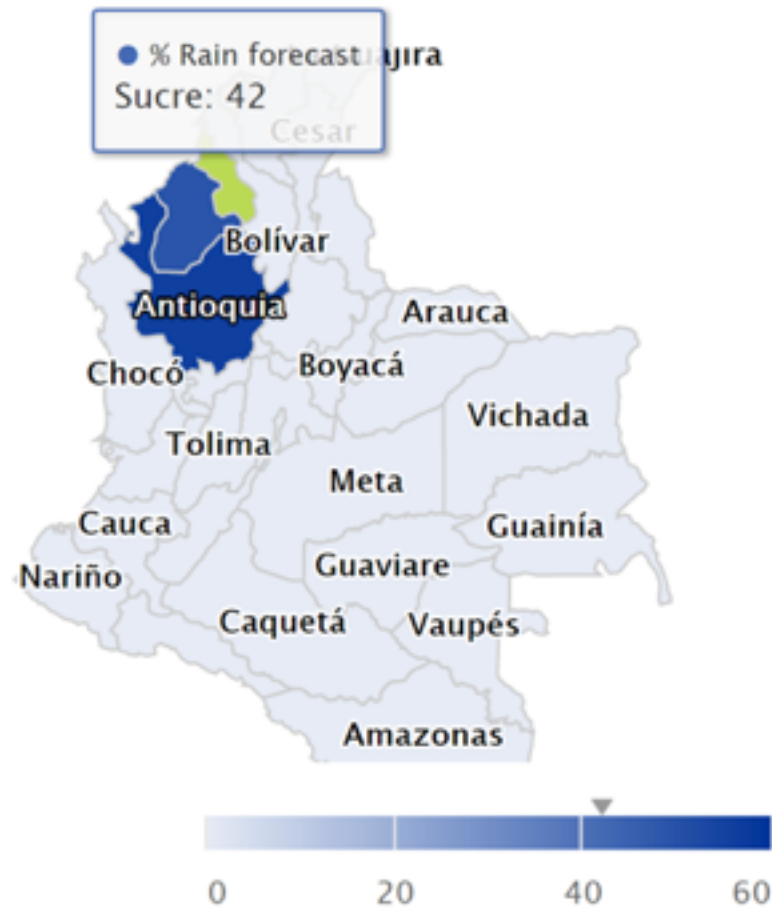 ● % Rain forecast
Sucre: 42
ajira
Cesar
Bolívar
Antioquia
Arauca
Chocó
Boyacá
Vichada
Tolima
Meta
Cauca
Guainía
Nariño
Guaviare
Caquetá
Vaupés
Amazonas
0 20 40 60